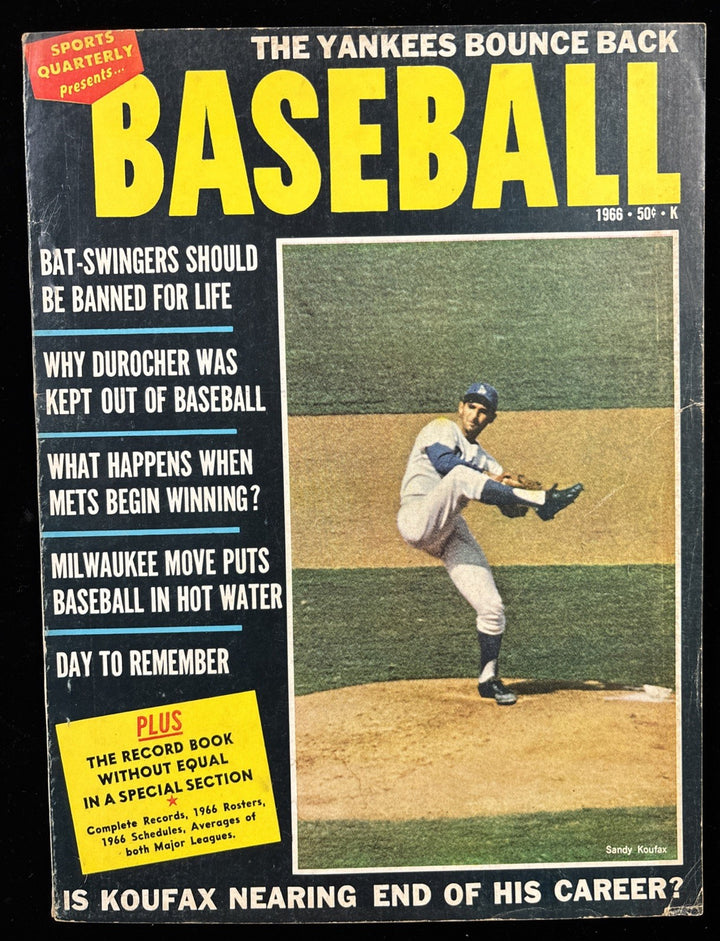 SPORTS
QUARTERLY
Presents...
THE YANKEES BOUNCE BACK
BASEBALL
1966 • 50¢ • K
BAT-SWINGERS SHOULD
BE BANNED FOR LIFE
WHY DUROCHER WAS
KEPT OUT OF BASEBALL
WHAT HAPPENS WHEN
METS BEGIN WINNING?
MILWAUKEE MOVE PUTS
BASEBALL IN HOT WATER
DAY TO REMEMBER
PLUS
THE RECORD BOOK
WITHOUT EQUAL
IN A SPECIAL SECTION
Complete Records, 1966 Rosters,
1966 Schedules, Averages of
both Major Leagues.
Sandy Koufax
IS KOUFAX NEARING END OF HIS CAREER?